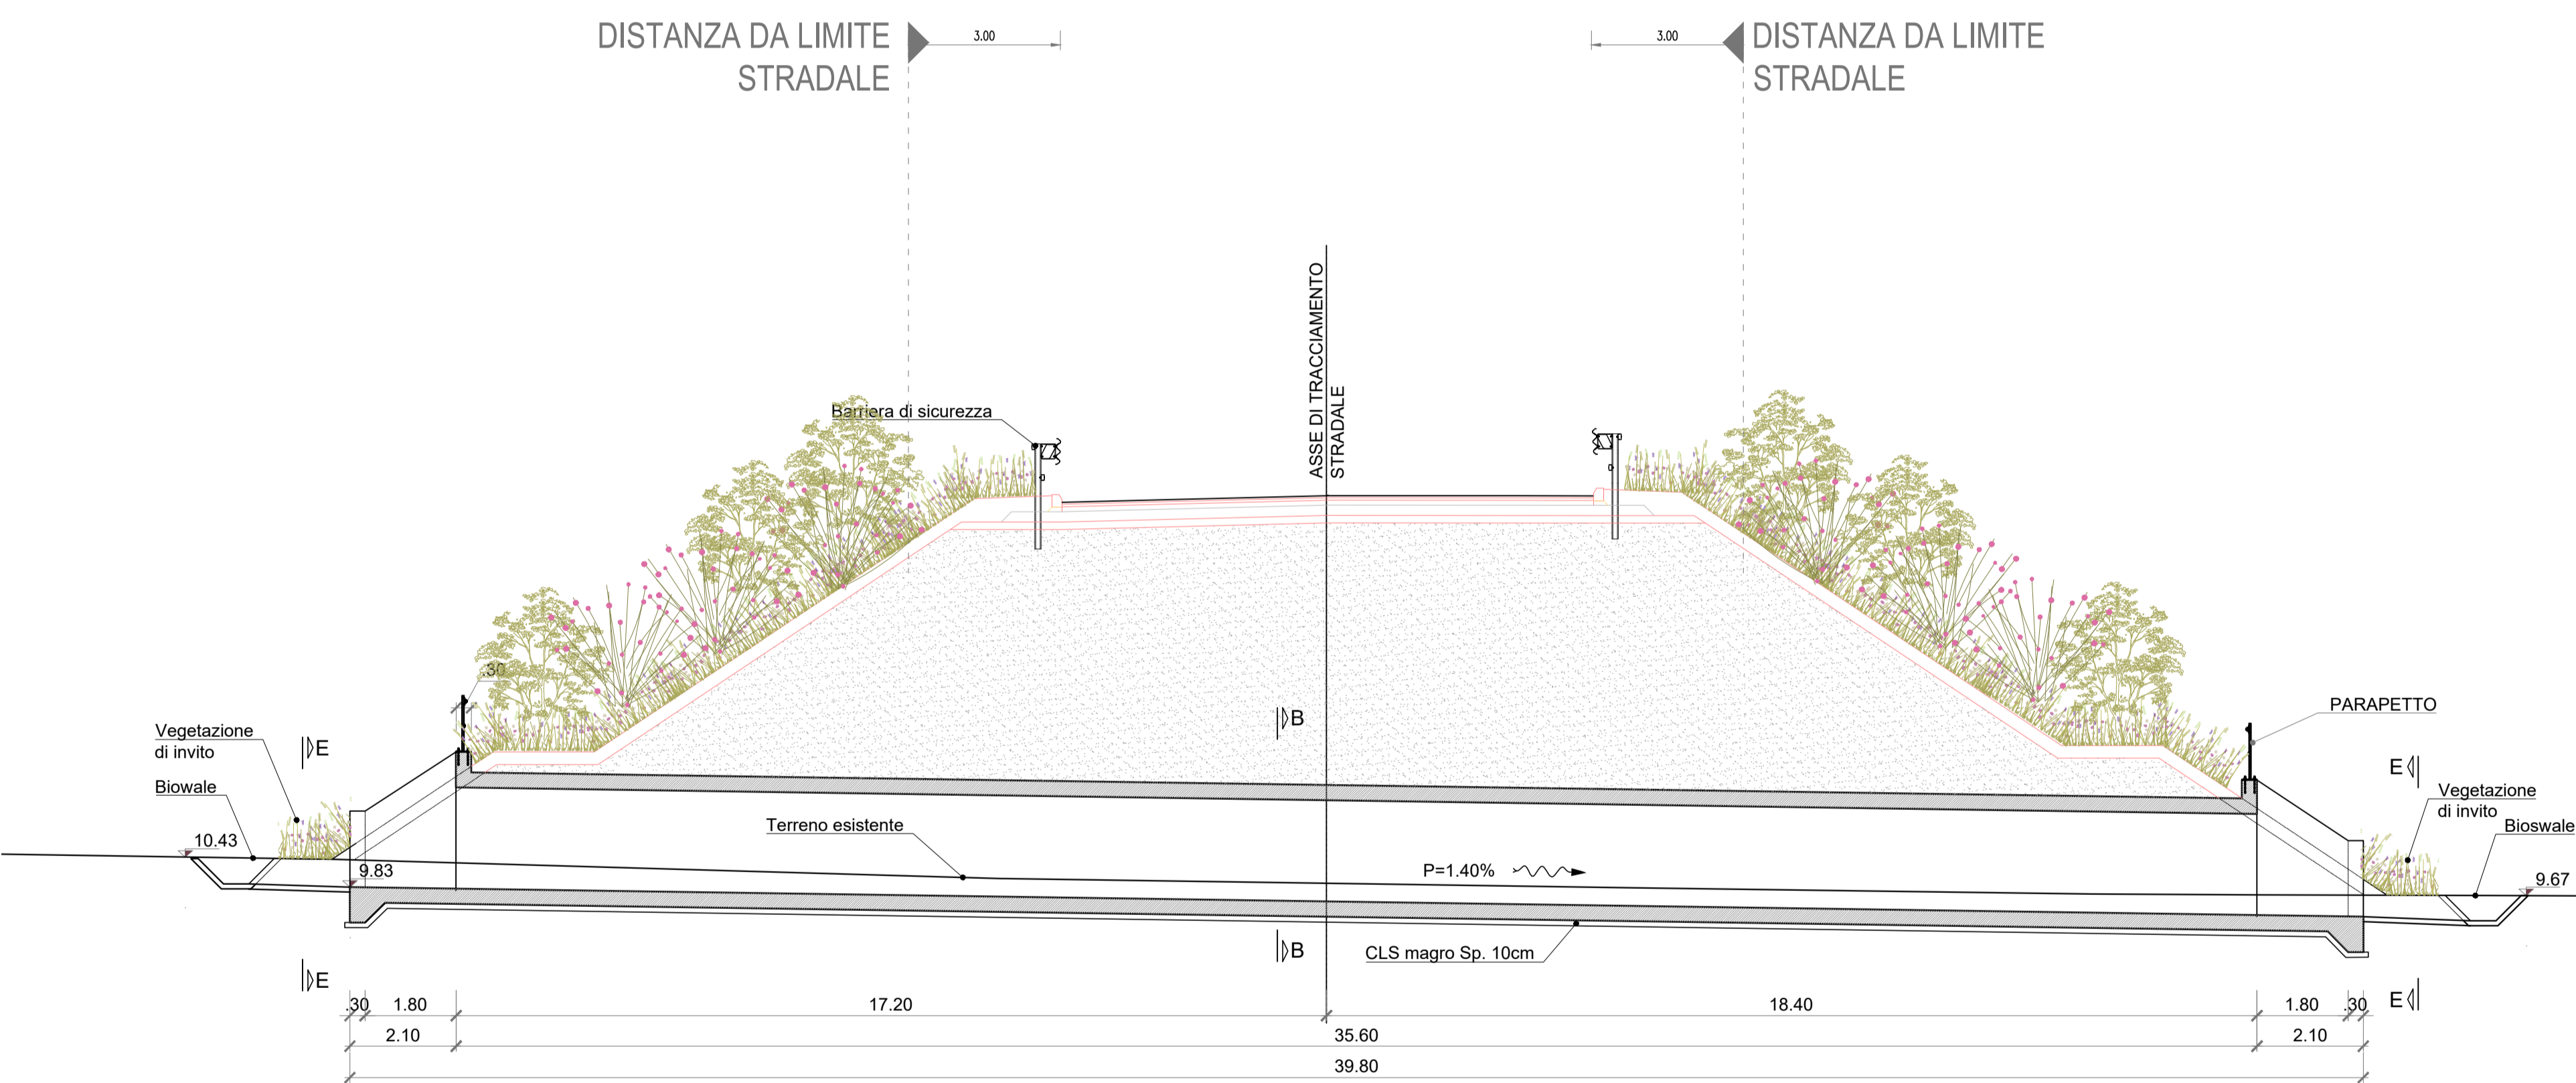 DISTANZA DA LIMITE
STRADALE
3.00
3.00
DISTANZA DA LIMITE
STRADALE
ASSE DI TRACCIAMENTO
STRADALE
Barriera di sicurezza
.30
B
PARAPETTO
Vegetazione
di invito
E
E
Biowale
Vegetazione
di invito
Bioswale
Terreno esistente
10.43
9.83
P=1.40%
9.67
B
CLS magro Sp. 10cm
E
E
.30
1.80
17.20
18.40
1.80
.30
2.10
35.60
2.10
39.80